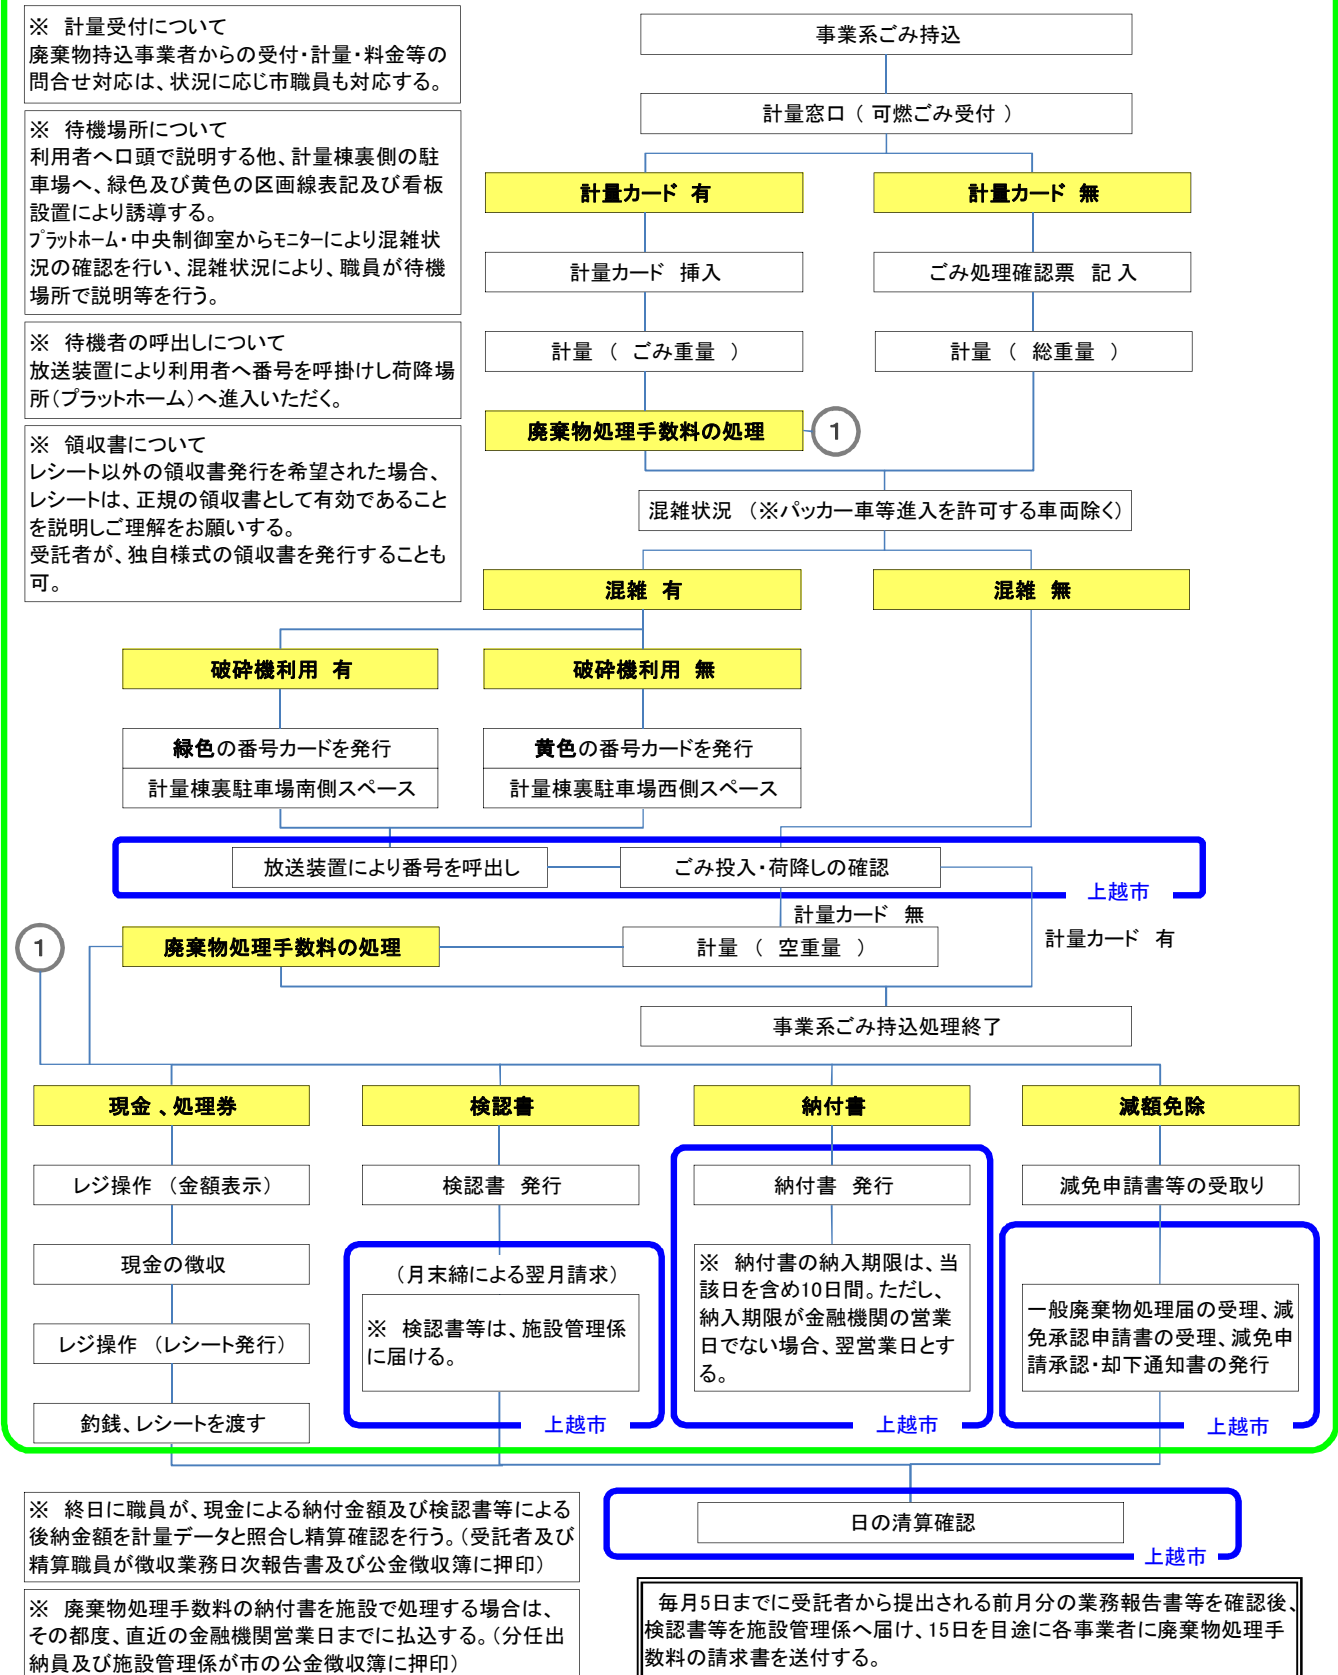 ※　計量受付について
廃棄物持込事業者からの受付・計量・料金等の
問合せ対応は、状況に応じ市職員も対応する。
※　待機場所について
利用者へ口頭で説明する他、計量棟裏側の駐
車場へ、緑色及び黄色の区画線表記及び看板
設置により誘導する。
プラットホーム・中央制御室からモニターにより混雑状
況の確認を行い、混雑状況により、職員が待機
場所で説明等を行う。
※　待機者の呼出しについて
放送装置により利用者へ番号を呼掛けし荷降場
所（プラットホーム）へ進入いただく。
※　領収書について
レシート以外の領収書発行を希望された場合、
レシートは、正規の領収書として有効であること
を説明しご理解をお願いする。
受託者が、独自様式の領収書を発行することも
可。
事業系ごみ持込
計量窓口（ 可燃ごみ受付 ）
計量カード　有
計量カード　無
計量カード　挿入
ごみ処理確認票　記入
計量　（　ごみ重量　）
計量　（　総重量　）
廃棄物処理手数料の処理
1
混雑状況　（※パッカー車等進入を許可する車両除く）
混雑　有
混雑　無
破砕機利用　有
破砕機利用　無
緑色の番号カードを発行
黄色の番号カードを発行
計量棟裏駐車場南側スペース
計量棟裏駐車場西側スペース
放送装置により番号を呼出し
ごみ投入・荷降しの確認
上越市
計量カード　無
計量カード　有
1
廃棄物処理手数料の処理
計量　（　空重量　）
事業系ごみ持込処理終了
現金 、処理券
検認書
納付書
減額免除
レジ操作　（金額表示）
検認書　発行
納付書　発行
減免申請書等の受取り
現金の徴収
レジ操作　（レシート発行）
釣銭、レシートを渡す
（月末締による翌月請求）
※　検認書等は、施設管理係
に届ける。
上越市
※　納付書の納入期限は、当
該日を含め10日間。ただし、
納入期限が金融機関の営業
日でない場合、翌営業日とす
る。
上越市
一般廃棄物処理届の受理、減
免承認申請書の受理、減免申
請承認・却下通知書の発行
上越市
※　終日に職員が、現金による納付金額及び検認書等による
後納金額を計量データと照合し精算確認を行う。（受託者及び
精算職員が徴収業務日次報告書及び公金徴収簿に押印）
日の清算確認
上越市
※　廃棄物処理手数料の納付書を施設で処理する場合は、
その都度、直近の金融機関営業日までに払込する。（分任出
納員及び施設管理係が市の公金徴収簿に押印）
毎月5日までに受託者から提出される前月分の業務報告書等を確認後、
検認書等を施設管理係へ届け、15日を目途に各事業者に廃棄物処理手
数料の請求書を送付する。